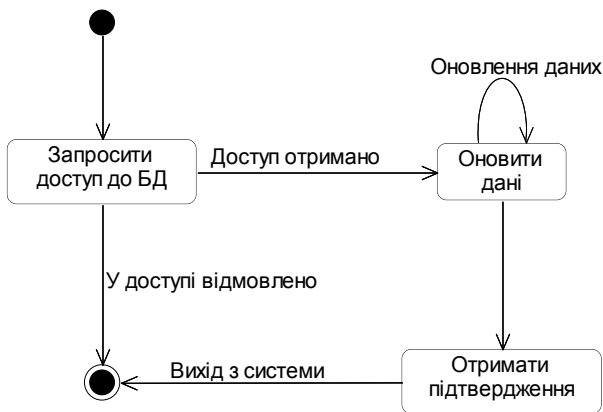 Оновлення даних
Запросити
доступ до БД
Доступ отримано
Оновити
дані
У доступі відмовлено
Вихід з системи
Отримати
підтвердження